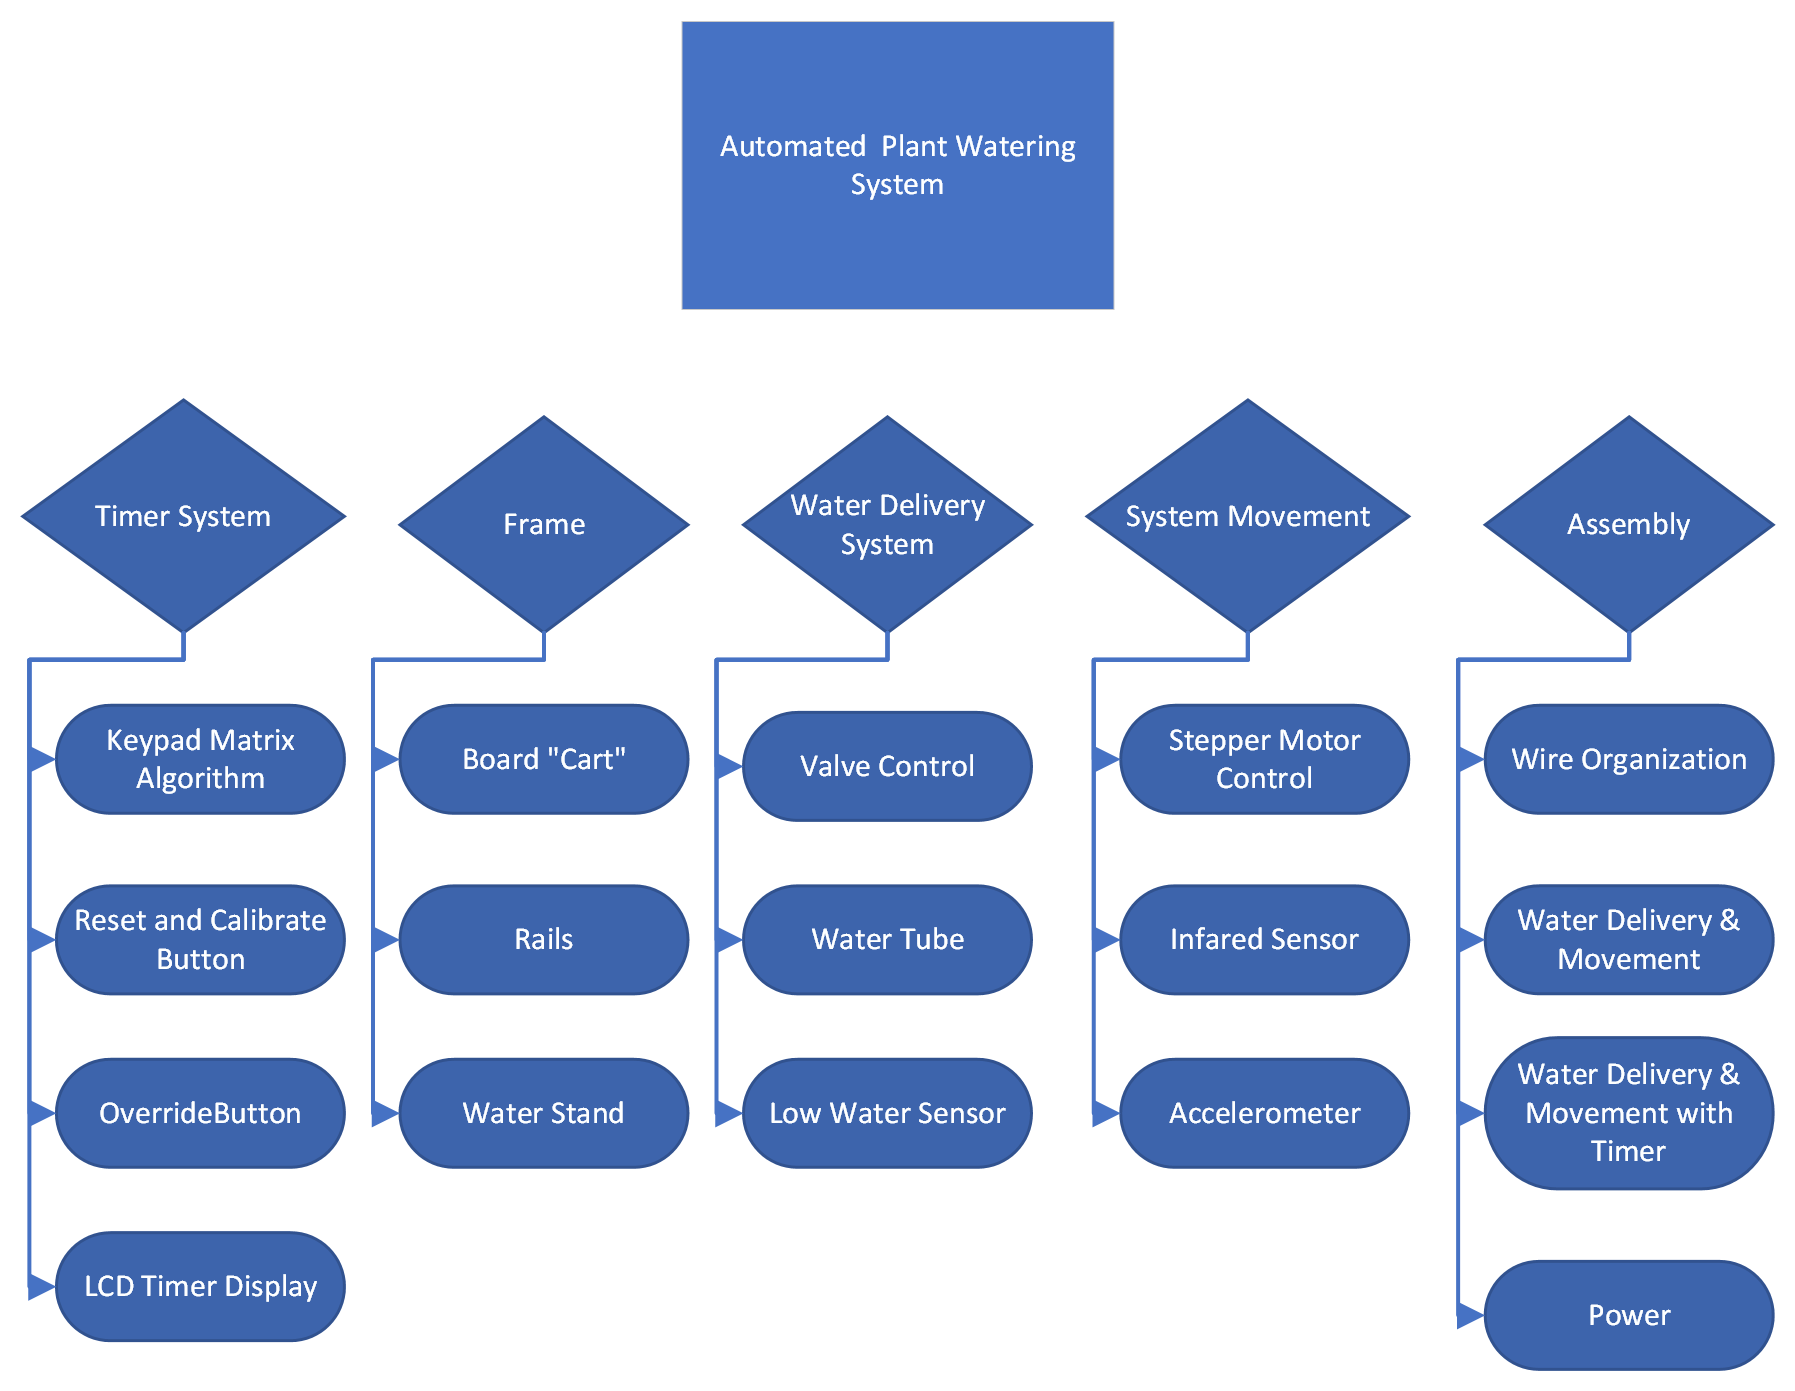 Automated  Plant Watering
System
Timer System
Frame
Water Delivery
System
System Movement
Assembly
Keypad Matrix
Algorithm
Reset and Calibrate
Button
OverrideButton
LCD Timer Display
Board "Cart"
Rails
Water Stand
Valve Control
Water Tube
Low Water Sensor
Stepper Motor
Control
Infared Sensor
Accelerometer
Wire Organization
Water Delivery &
Movement
Water Delivery &
Movement with
Timer
Power